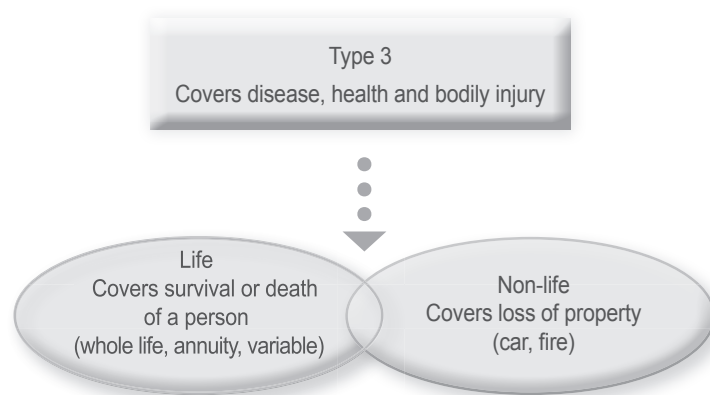 Type 3
Covers disease, health and bodily injury
Life
Covers survival or death
of a person
(whole life, annuity, variable)
Non-life
Covers loss of property
(car, fire)